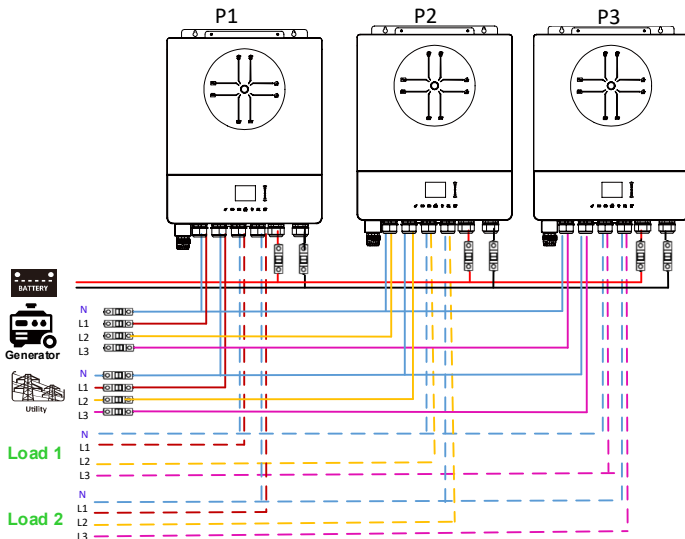 P1 P2 P3
BATTERY
N
L1
L2
L3
Generator
N
L1
L2
L3
Utility
N
Load 1
L1
L2
L3
N
L1
Load 2
L2
L3